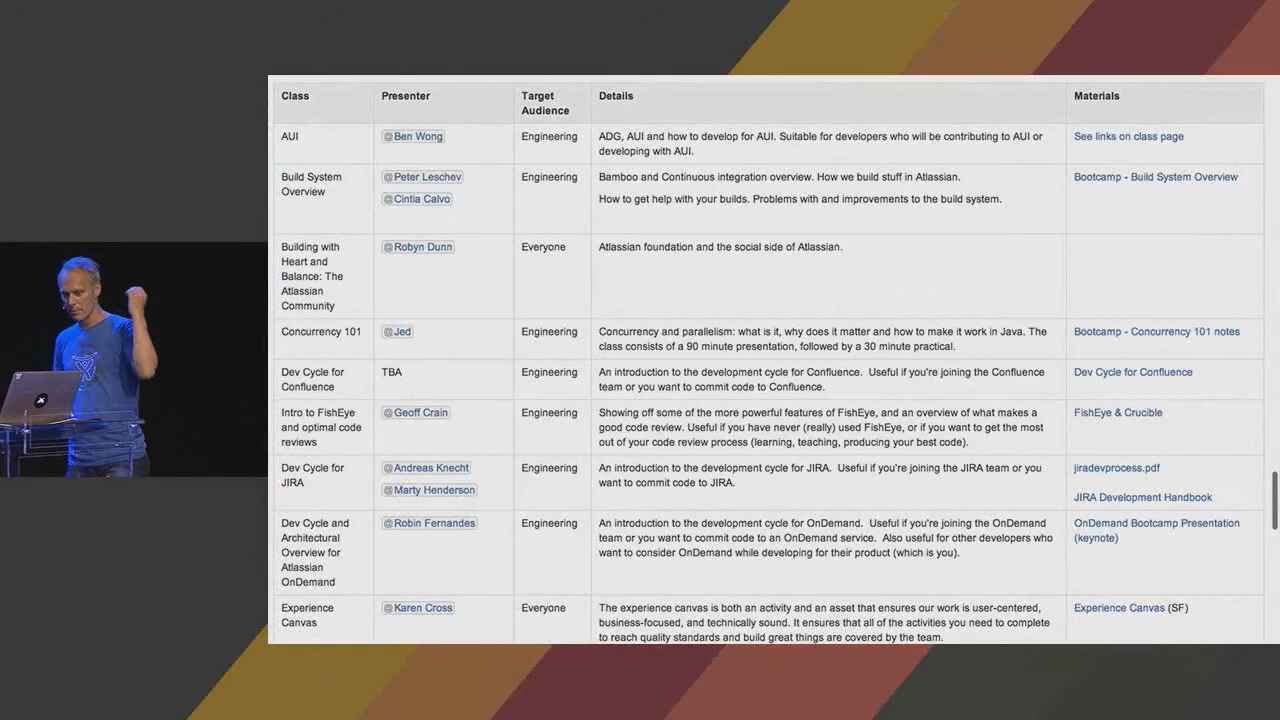 Class Presenter Target Audience Details Materials
AUI @Ben Wong Engineering ADG, AUI and how to develop for AUI. Suitable for developers who will be contributing to AUI or
developing with AUI. See links on class page
Build System
Overview
@Peter Leschev
@Cintia Calvo
Engineering
Bamboo and Continuous integration overview. How we build stuff in Atlassian.
How to get help with your builds. Problems with and improvements to the build system.
Bootcamp - Build System Overview
Building with
Heart and
Balance: The
Atlassian
Community
@Robyn Dunn
Everyone
Atlassian foundation and the social side of Atlassian.
Concurrency 101
@Jed
Engineering
Concurrency and parallelism: what is it, why does it matter and how to make it work in Java. The
class consists of a 90 minute presentation, followed by a 30 minute practical.
Bootcamp - Concurrency 101 notes
Dev Cycle for
Confluence
TBA
Engineering
An introduction to the development cycle for Confluence. Useful if you're joining the Confluence
team or you want to commit code to Confluence.
Dev Cycle for Confluence
Intro to FishEye
and optimal code
reviews
@Geoff Crain
Engineering
Showing off some of the more powerful features of FishEye, and an overview of what makes a
good code review. Useful if you have never (really) used FishEye, or if you want to get the most
out of your code review process (learning, teaching, producing your best code).
FishEye & Crucible
Dev Cycle for
JIRA
@Andreas Knecht
@Marty Henderson
Engineering
An introduction to the development cycle for JIRA. Useful if you're joining the JIRA team or you
want to commit code to JIRA.
jiradevprocess.pdf
JIRA Development Handbook
Dev Cycle and
Architectural
Overview for
Atlassian
OnDemand
@Robin Fernandes
Engineering
An introduction to the development cycle for OnDemand. Useful if you're joining the OnDemand
team or you want to commit code to an OnDemand service. Also useful for other developers who
want to consider OnDemand while developing for their product (which is you).
OnDemand Bootcamp Presentation
(keynote)
Experience
Canvas
@Karen Cross
Everyone
The experience canvas is both an activity and an asset that ensures our work is user-centered,
business-focused, and technically sound. It ensures that all of the activities you need to complete
to reach quality standards and build great things are covered by the team.
Experience Canvas (SF)